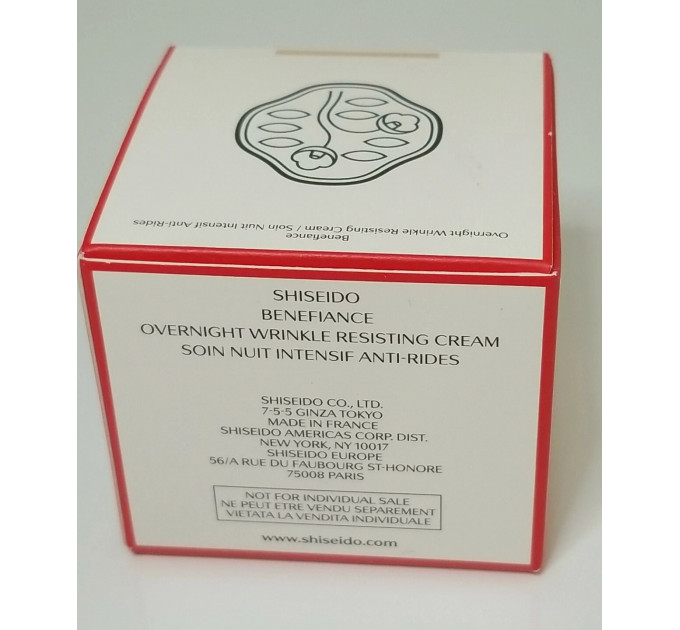 Benefiance
Overnight Wrinkle Resisting Cream / Soin Nuit Intensif Anti-Rides
SHISEIDO
BENEFIANCE
OVERNIGHT WRINKLE RESISTING CREAM
SOIN NUIT INTENSIF ANTI-RIDES
SHISEIDO CO., LTD.
7-5-5 GINZA TOKYO
MADE IN FRANCE
SHISEIDO AMERICAS CORP. DIST.
NEW YORK, NY 10017
SHISEIDO EUROPE
56/A RUE DU FAUBOURG ST-HONORE
75008 PARIS
NOT FOR INDIVIDUAL SALE
NE PEUT ETRE VENDU SEPAREMENT
VIETATA LA VENDITA INDIVIDUALE
www.shiseido.com